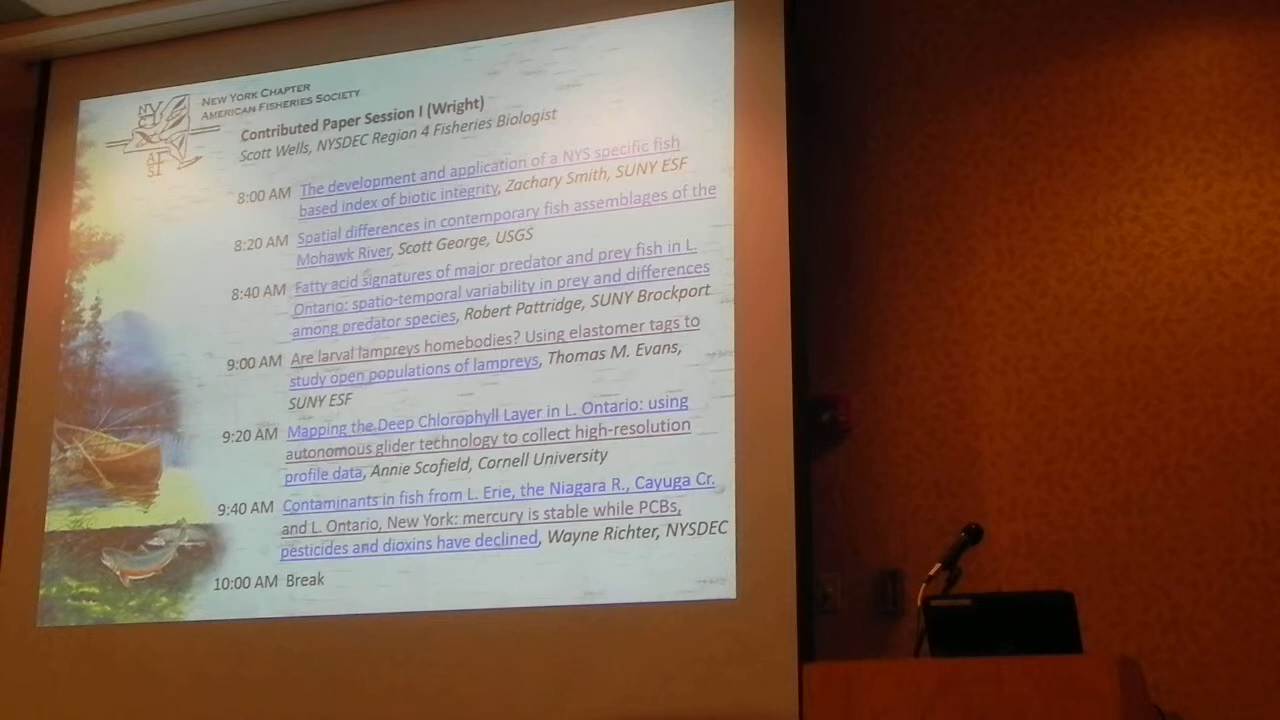 NEW YORK CHAPTER
AMERICAN FISHERIES SOCIETY
Contributed Paper Session I (Wright)
Scott Wells, NYSDEC Region 4 Fisheries Biologist
8:00 AM The development and application of a NYS specific fish
based index of biotic integrity, Zachary Smith, SUNY ESF
8:20 AM Spatial differences in contemporary fish assemblages of the
Mohawk River, Scott George, USGS
8:40 AM Fatty acid signatures of major predator and prey fish in L.
Ontario: spatio-temporal variability in prey and differences
among predator species, Robert Pattridge, SUNY Brockport
9:00 AM Are larval lampreys homebodies? Using elastomer tags to
study open populations of lampreys, Thomas M. Evans,
SUNY ESF
9:20 AM Mapping the Deep Chlorophyll Layer in L. Ontario: using
autonomous glider technology to collect high-resolution
profile data, Annie Scofield, Cornell University
9:40 AM Contaminants in fish from L. Erie, the Niagara R., Cayuga Cr.
and L. Ontario, New York: mercury is stable while PCBs,
pesticides and dioxins have declined, Wayne Richter, NYSDEC
10:00 AM Break